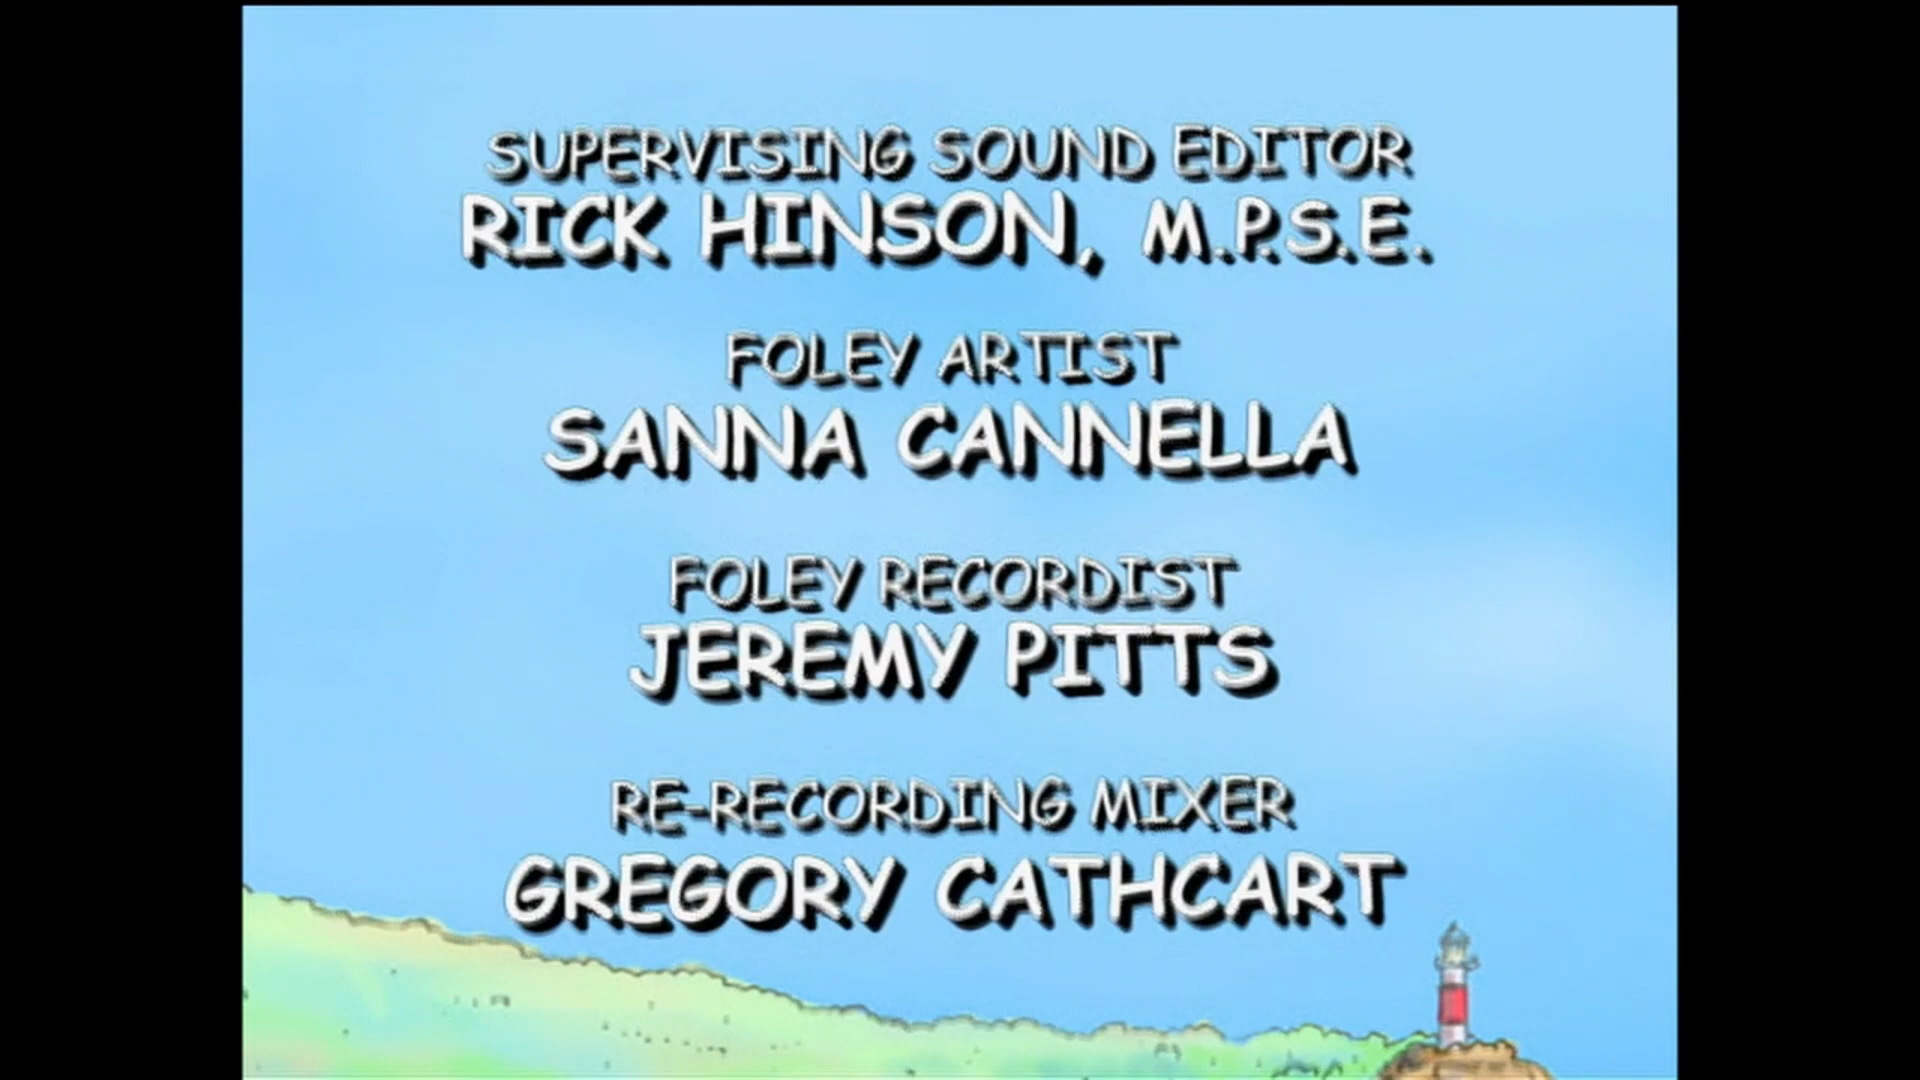 SUPERVISING SOUND EDITOR
RICK HINSON, M.P.S.E.
FOLEY ARTIST
SANNA CANNELLA
FOLEY RECORDIST
JEREMY PITTS
RE-RECORDING MIXER
GREGORY CATHCART